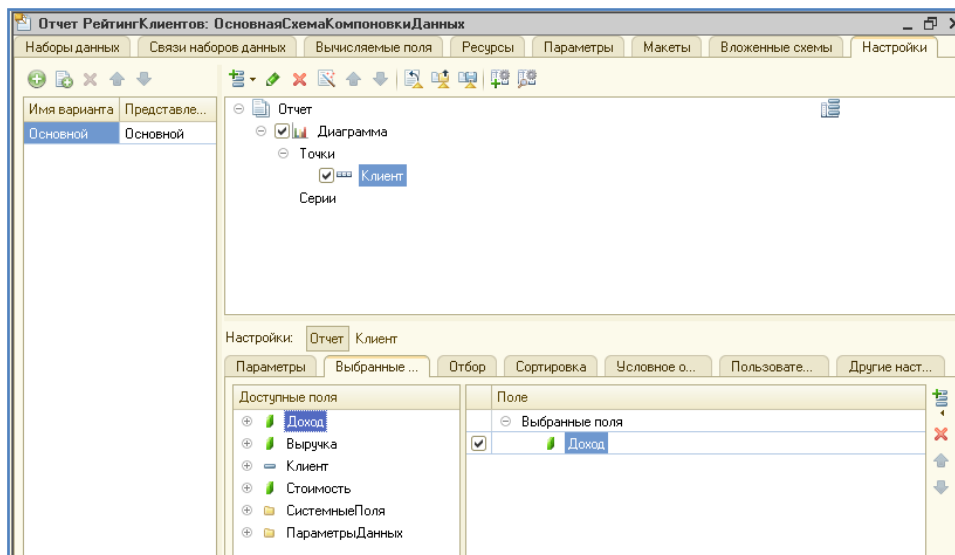 Отчет РейтингКлиентов: ОсновнаяСхемаКомпоновкиДанных
Наборы данных Связи наборов данных Вычисляемые поля Ресурсы Параметры Макеты Вложенные схемы Настройки
Имя варианта Представле...
Основной Основной
Отчет
Диаграмма
Точки
Клиент
Серии
Настройки: Отчет Клиент
Параметры Выбранные ... Отбор Сортировка Условное о... Пользовате... Другие наст...
Доступные поля
Доход
Выручка
Клиент
Стоимость
СистемныеПоля
ПараметрыДанных
Поле
Выбранные поля
Доход